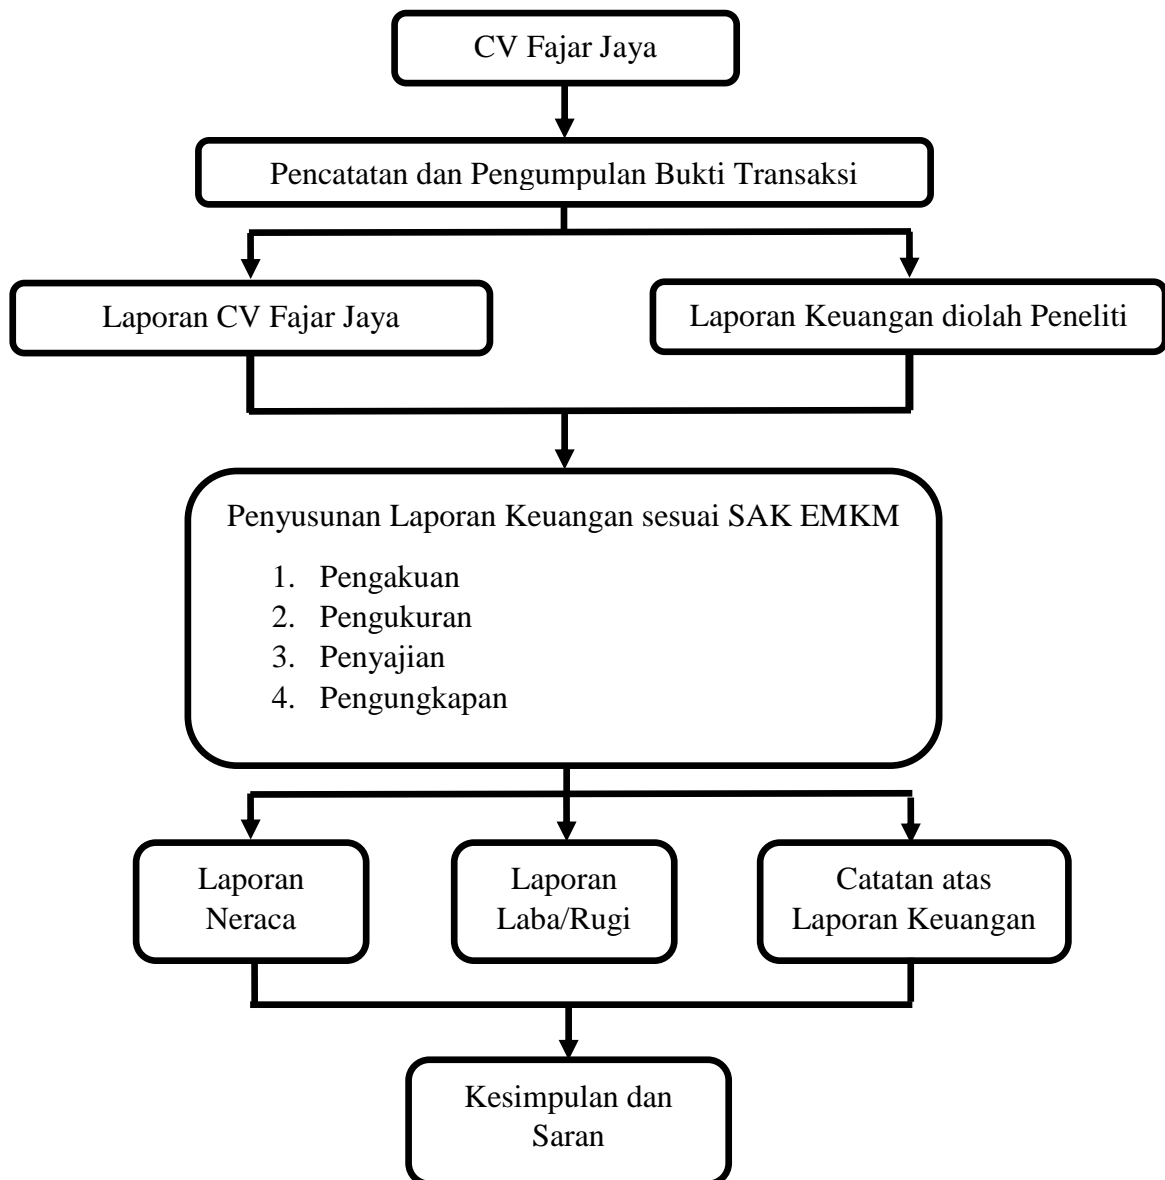 CV Fajar Jaya
Pencatatan dan Pengumpulan Bukti Transaksi
Laporan CV Fajar Jaya
Laporan Keuangan diolah Peneliti
Penyusunan Laporan Keuangan sesuai SAK EMKM
1. Pengakuan
2. Pengukuran
3. Penyajian
4. Pengungkapan
Laporan
Neraca
Laporan
Laba/Rugi
Catatan atas
Laporan Keuangan
Kesimpulan dan
Saran